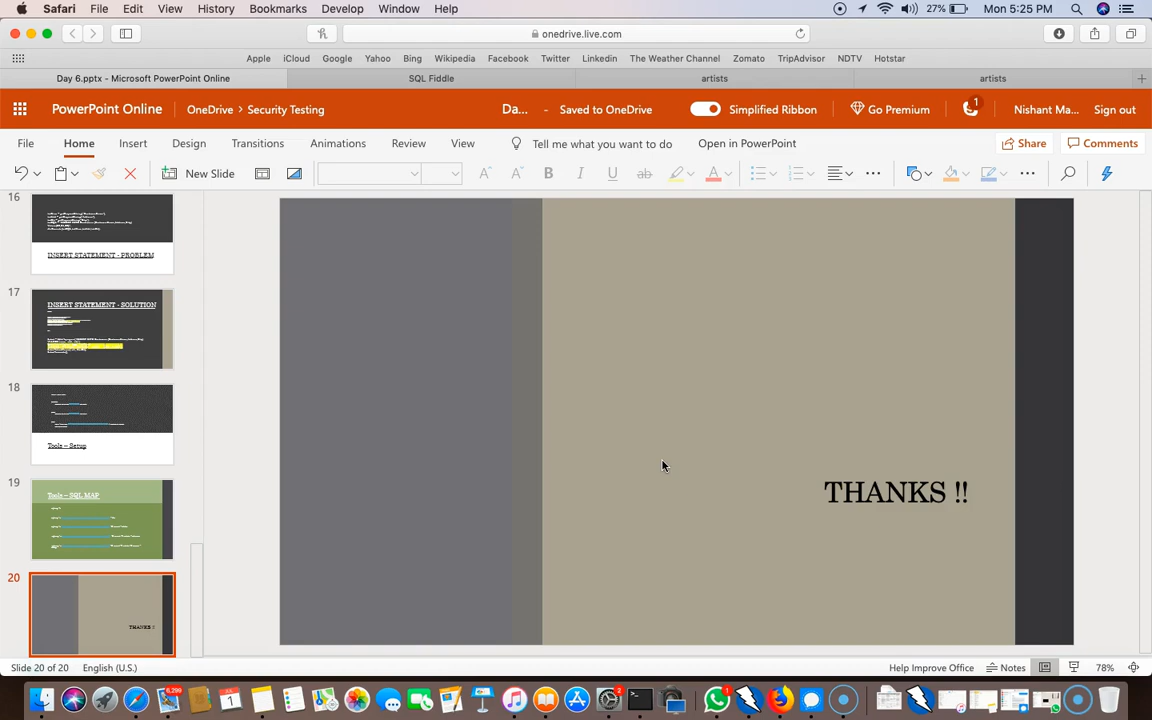 Safari File Edit View History Bookmarks Develop Window Help 27% Mon 5:25 PM
onedrive.live.com
Apple iCloud Google Yahoo Bing Wikipedia Facebook Twitter Linkedin The Weather Channel Zomato TripAdvisor NDTV Hotstar
Day 6.pptx - Microsoft PowerPoint Online SQL Fiddle artists artists
PowerPoint Online OneDrive > Security Testing Da... - Saved to OneDrive Simplified Ribbon Go Premium 1 Nishant Ma... Sign out
File Home Insert Design Transitions Animations Review View Tell me what you want to do Open in PowerPoint Share Comments
New Slide A A B I U ab A
16
INSERT STATEMENT - PROBLEM
17
INSERT STATEMENT - SOLUTION
18
Tools – Setup
19
Tools – SQL MAP
20
THANKS !!
THANKS !!
Slide 20 of 20 English (U.S.) Help Improve Office Notes 78%